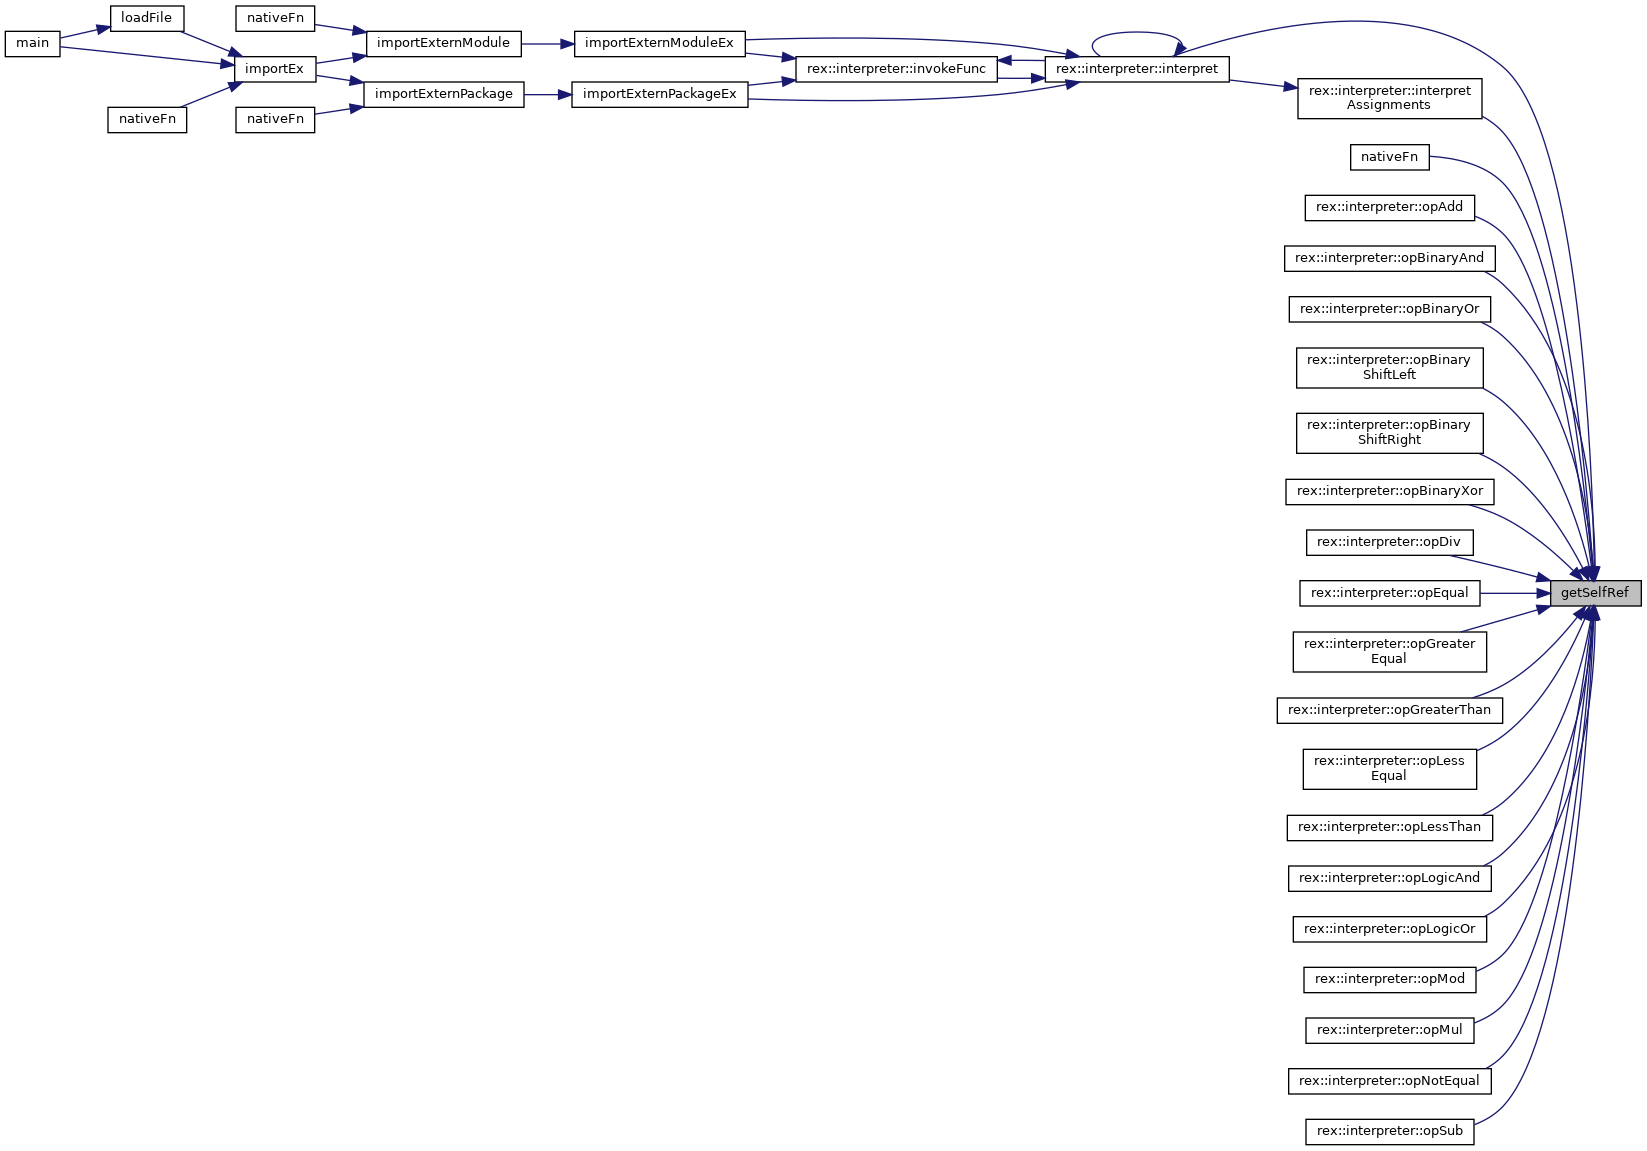 loadFile
nativeFn
main
importExternModule
importExternModuleEx
importEx
rex::interpreter::invokeFunc
rex::interpreter::interpret
importExternPackage
importExternPackageEx
nativeFn
nativeFn
rex::interpreter::interpret
Assignments
nativeFn
rex::interpreter::opAdd
rex::interpreter::opBinaryAnd
rex::interpreter::opBinaryOr
rex::interpreter::opBinary
ShiftLeft
rex::interpreter::opBinary
ShiftRight
rex::interpreter::opBinaryXor
rex::interpreter::opDiv
rex::interpreter::opEqual
getSelfRef
rex::interpreter::opGreater
Equal
rex::interpreter::opGreaterThan
rex::interpreter::opLess
Equal
rex::interpreter::opLessThan
rex::interpreter::opLogicAnd
rex::interpreter::opLogicOr
rex::interpreter::opMod
rex::interpreter::opMul
rex::interpreter::opNotEqual
rex::interpreter::opSub